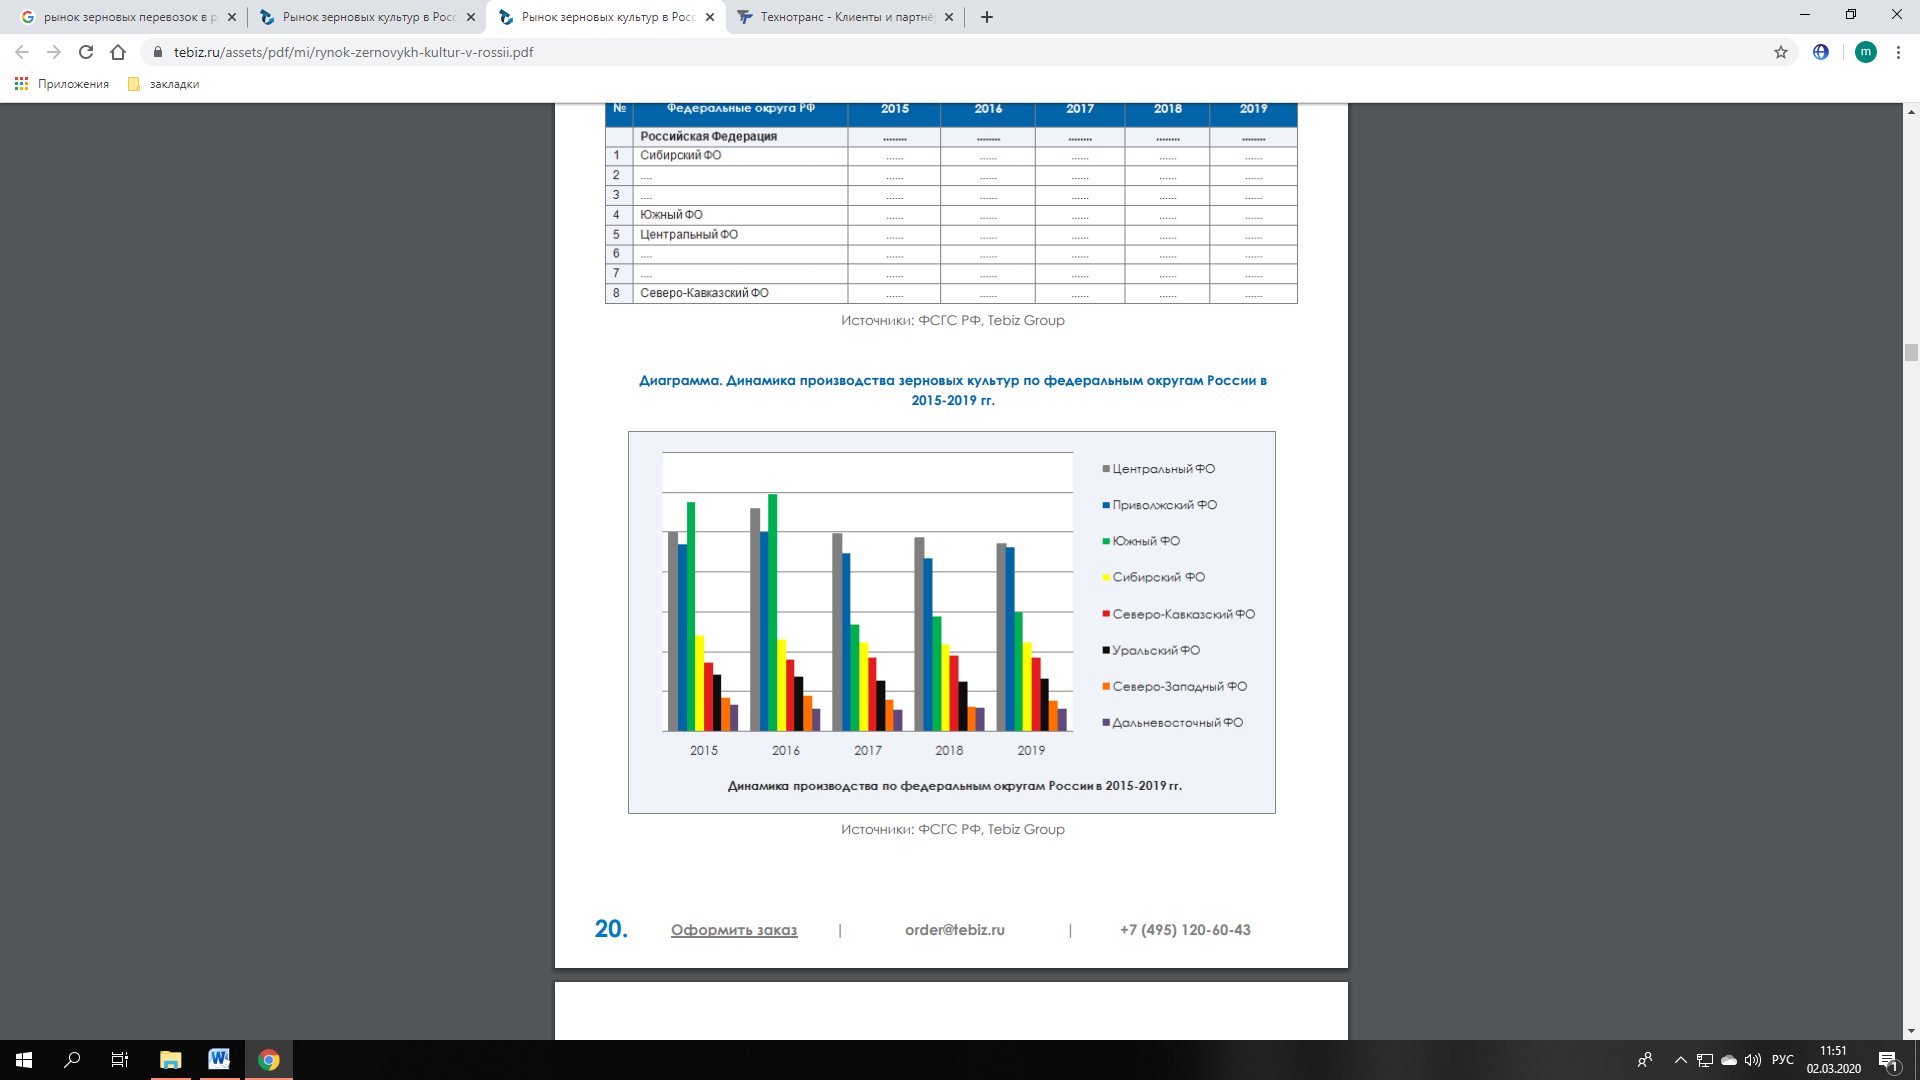 рынок зерновых перевозок в р
Рынок зерновых культур в Росс
Рынок зерновых культур в Росс
Технотранс - Клиенты и партнё
tebiz.ru/assets/pdf/mi/rynok-zernovykh-kultur-v-rossii.pdf
m
Приложения закладки
№ Федеральные округа РФ 2015 2016 2017 2018 2019
Российская Федерация ........ ........ ........ ........ ........
1 Сибирский ФО ...... ...... ...... ...... ......
2 .... ...... ...... ...... ...... ......
3 .... ...... ...... ...... ...... ......
4 Южный ФО ...... ...... ...... ...... ......
5 Центральный ФО ...... ...... ...... ...... ......
6 .... ...... ...... ...... ...... ......
7 .... ...... ...... ...... ...... ......
8 Северо-Кавказский ФО ...... ...... ...... ...... ......
Источники: ФСГС РФ, Tebiz Group
Диаграмма. Динамика производства зерновых культур по федеральным округам России в
2015-2019 гг.
Центральный ФО
Приволжский ФО
Южный ФО
Сибирский ФО
Северо-Кавказский ФО
Уральский ФО
Северо-Западный ФО
Дальневосточный ФО
2015 2016 2017 2018 2019
Динамика производства по федеральным округам России в 2015-2019 гг.
Источники: ФСГС РФ, Tebiz Group
20. Оформить заказ | order@tebiz.ru | +7 (495) 120-60-43
РУС
11:51
02.03.2020
1